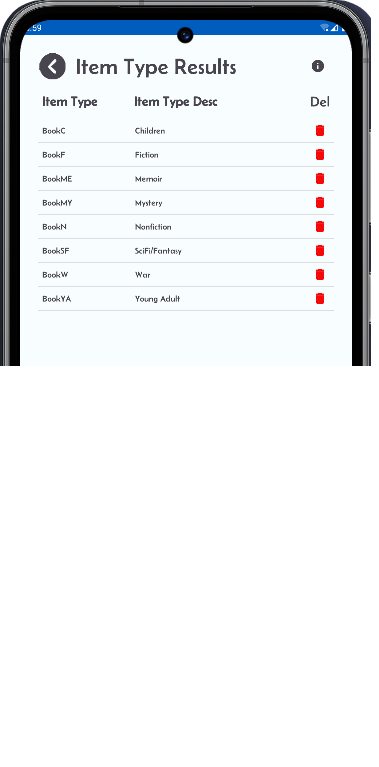 :59
Item Type Results
Item Type Item Type Desc Del
BookC Children
BookF Fiction
BookME Memoir
BookMY Mystery
BookN Nonfiction
BookSF SciFi/Fantasy
BookW War
BookYA Young Adult